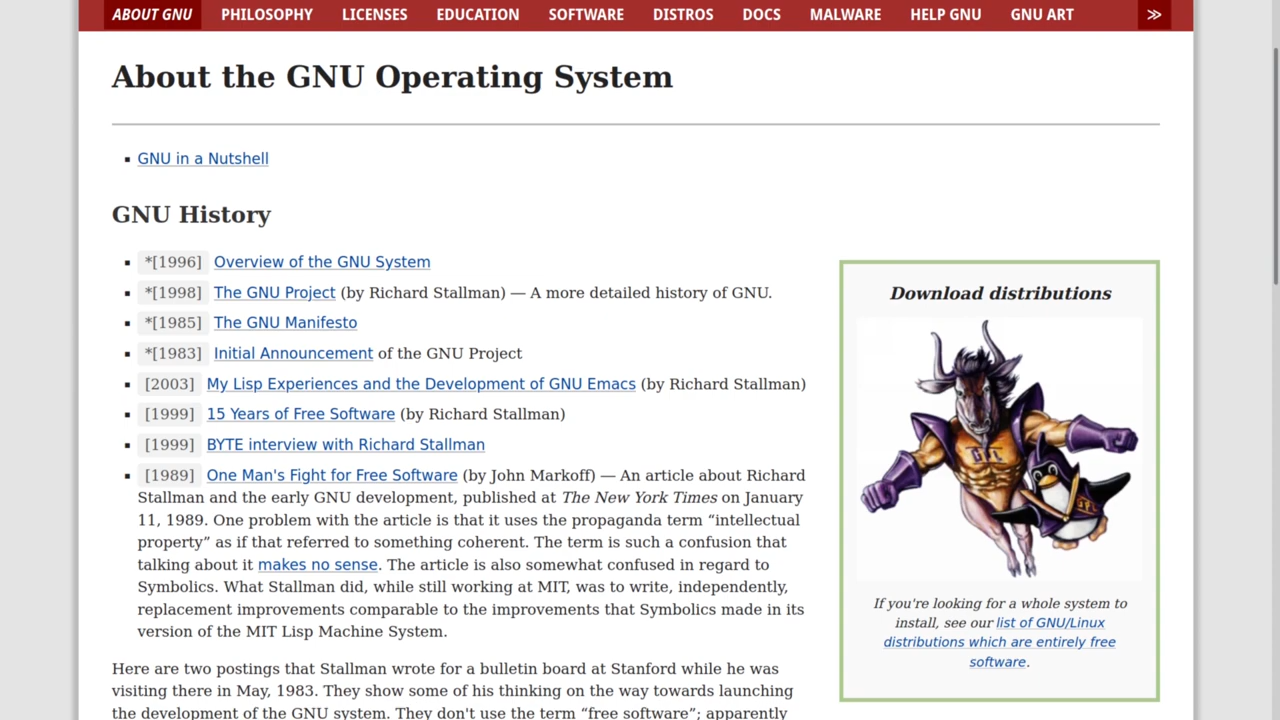 ABOUT GNU PHILOSOPHY LICENSES EDUCATION SOFTWARE DISTROS DOCS MALWARE HELP GNU GNU ART ≫
About the GNU Operating System
▪ GNU in a Nutshell
GNU History
▪ *[1996] Overview of the GNU System
▪ *[1998] The GNU Project (by Richard Stallman) — A more detailed history of GNU.
▪ *[1985] The GNU Manifesto
▪ *[1983] Initial Announcement of the GNU Project
▪ [2003] My Lisp Experiences and the Development of GNU Emacs (by Richard Stallman)
▪ [1999] 15 Years of Free Software (by Richard Stallman)
▪ [1999] BYTE interview with Richard Stallman
▪ [1989] One Man's Fight for Free Software (by John Markoff) — An article about Richard
Stallman and the early GNU development, published at The New York Times on January
11, 1989. One problem with the article is that it uses the propaganda term “intellectual
property” as if that referred to something coherent. The term is such a confusion that
talking about it makes no sense. The article is also somewhat confused in regard to
Symbolics. What Stallman did, while still working at MIT, was to write, independently,
replacement improvements comparable to the improvements that Symbolics made in its
version of the MIT Lisp Machine System.
Here are two postings that Stallman wrote for a bulletin board at Stanford while he was
visiting there in May, 1983. They show some of his thinking on the way towards launching
the development of the GNU system. They don't use the term “free software”; apparently
Download distributions
GPL
GPL
If you're looking for a whole system to
install, see our list of GNU/Linux
distributions which are entirely free
software.